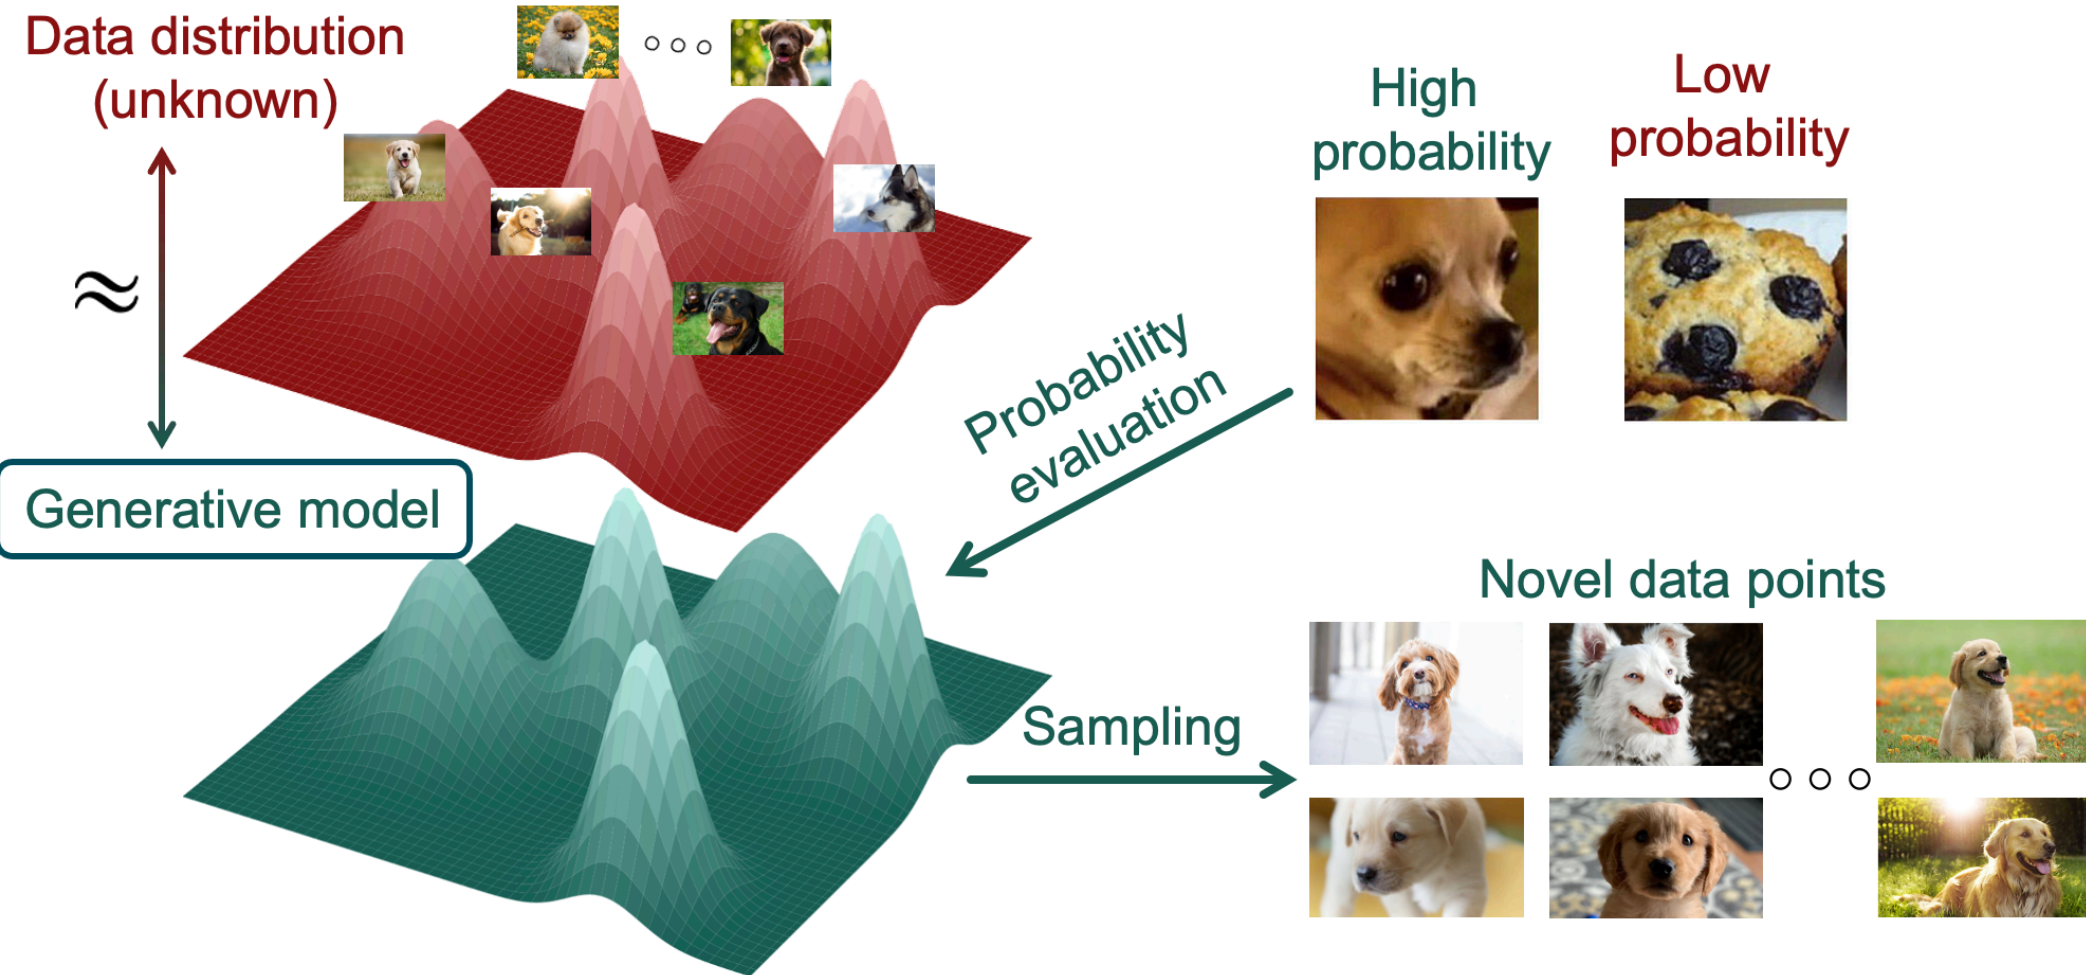 Data distribution
(unknown)
≈
Generative model
High
probability
Low
probability
Probability
evaluation
Novel data points
Sampling